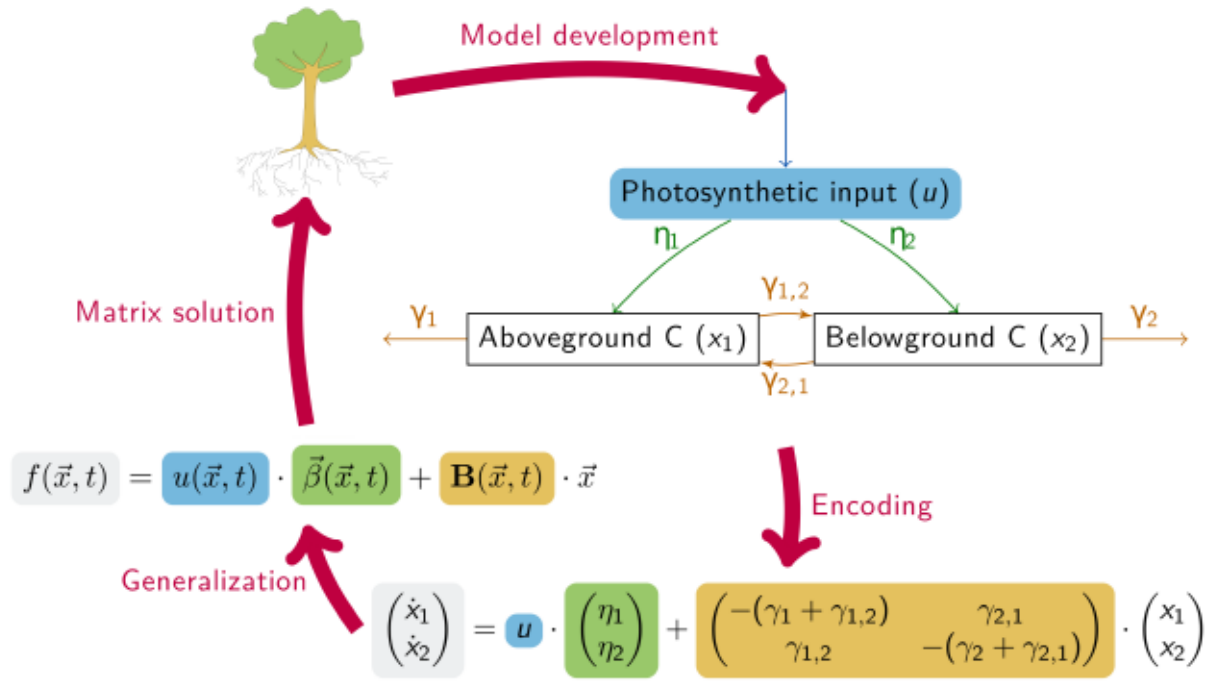 Model development
Photosynthetic input (u)
η₁ η₂
Matrix solution
γ₁ Aboveground C (x₁) γ₁,₂ Belowground C (x₂) γ₂
γ₂,₁
f(x⃗, t) = u(x⃗, t) · β⃗(x⃗, t) + B(x⃗, t) · x⃗
Encoding
Generalization
(ẋ₁ ẋ₂) = u · (η₁ η₂) + (−(γ₁ + γ₁,₂) γ₂,₁ γ₁,₂ −(γ₂ + γ₂,₁)) · (x₁ x₂)